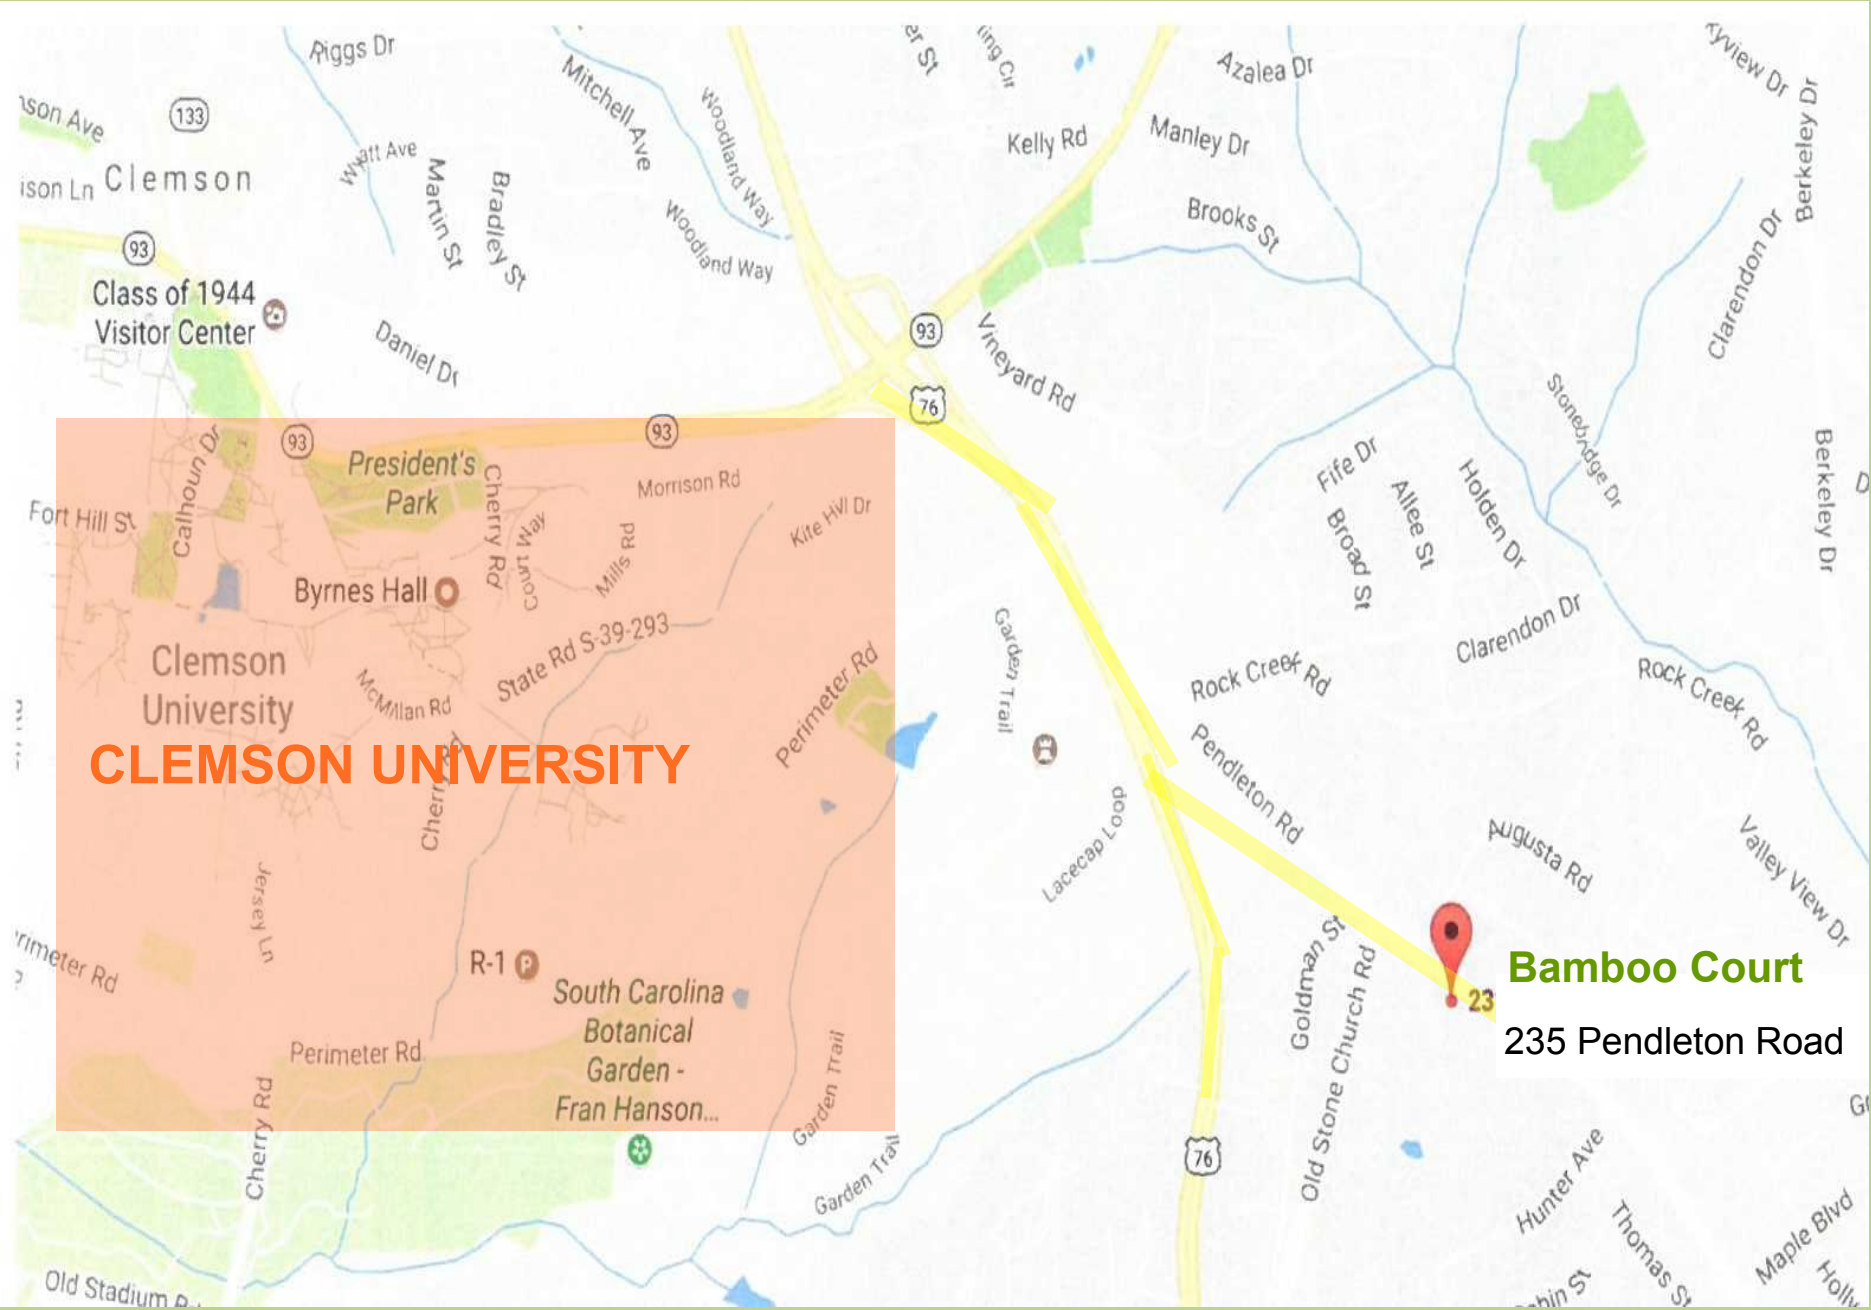 Riggs Dr
Mitchell Ave
Woodland Way
Azalea Dr
Berkeley Dr
133
Kelly Rd
Manley Dr
Wyatt Ave
Clemson
Martin St
Bradley St
Woodland Way
Brooks St
Clarendon Dr
93
Class of 1944
Visitor Center
Daniel Dr
93
Vineyard Rd
76
Stonebridge Dr
93
93
Calhoun Dr
President's
Park
Cherry Rd
Morrison Rd
Kite Hill Dr
Fort Hill St
Court Way
Mills Rd
Fife Dr
Allee St
Holden Dr
Broad St
Berkeley Dr
Byrnes Hall
State Rd S-39-293
Garden Trail
Clarendon Dr
Clemson
University
McMillan Rd
Perimeter Rd
Rock Creek Rd
Rock Creek Rd
CLEMSON UNIVERSITY
Cherry Rd
Pendleton Rd
Lacecap Loop
Augusta Rd
Valley View Dr
Jersey Ln
R-1
P
Goldman St
Old Stone Church Rd
Bamboo Court
23
235 Pendleton Road
South Carolina
Botanical
Garden -
Fran Hanson...
Perimeter Rd
Cherry Rd
Garden Trail
Garden Trail
76
Hunter Ave
Thomas St
Maple Blvd
Old Stadium